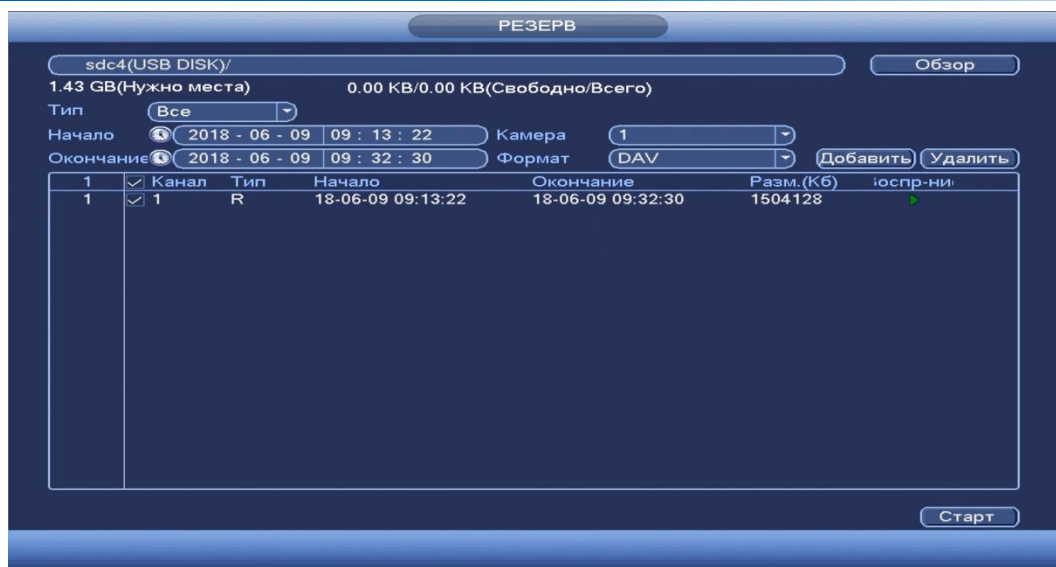 РЕЗЕРВ
sdc4(USB DISK)/ Обзор
1.43 GB(Нужно места) 0.00 KB/0.00 KB(Свободно/Всего)
Тип Все
Начало 2018 - 06 - 09 09 : 13 : 22 Камера 1
Окончание 2018 - 06 - 09 09 : 32 : 30 Формат DAV Добавить Удалить
1 Канал Тип Начало Окончание Разм.(Кб)
1 1 R 18-06-09 09:13:22 18-06-09 09:32:30 1504128
Старт